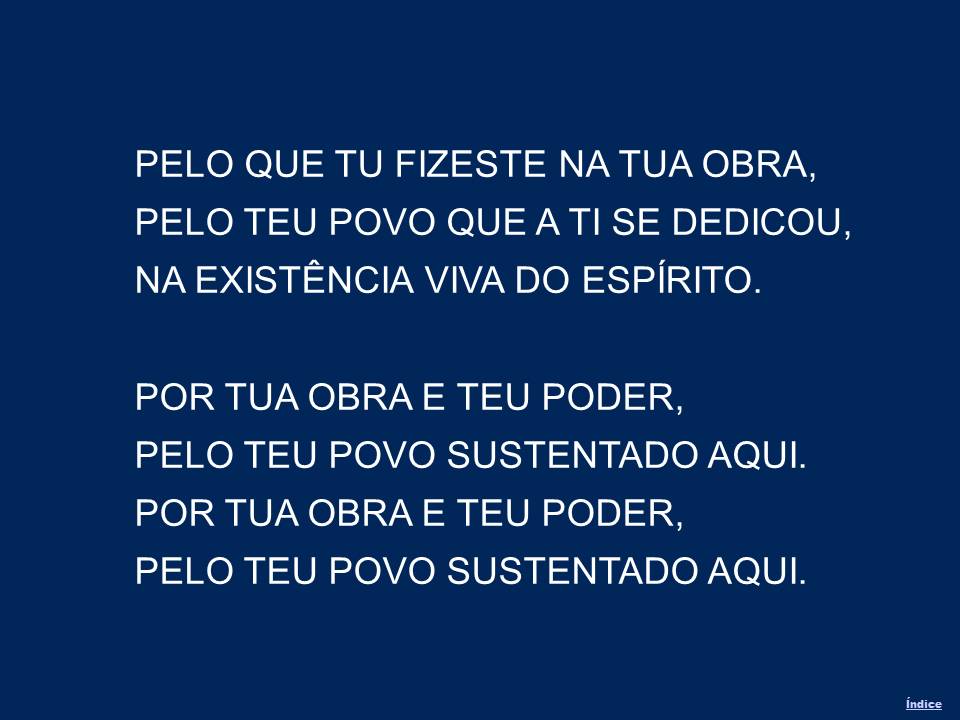 PELO QUE TU FIZESTE NA TUA OBRA,
PELO TEU POVO QUE A TI SE DEDICOU,
NA EXISTÊNCIA VIVA DO ESPÍRITO.
POR TUA OBRA E TEU PODER,
PELO TEU POVO SUSTENTADO AQUI.
POR TUA OBRA E TEU PODER,
PELO TEU POVO SUSTENTADO AQUI.
Índice